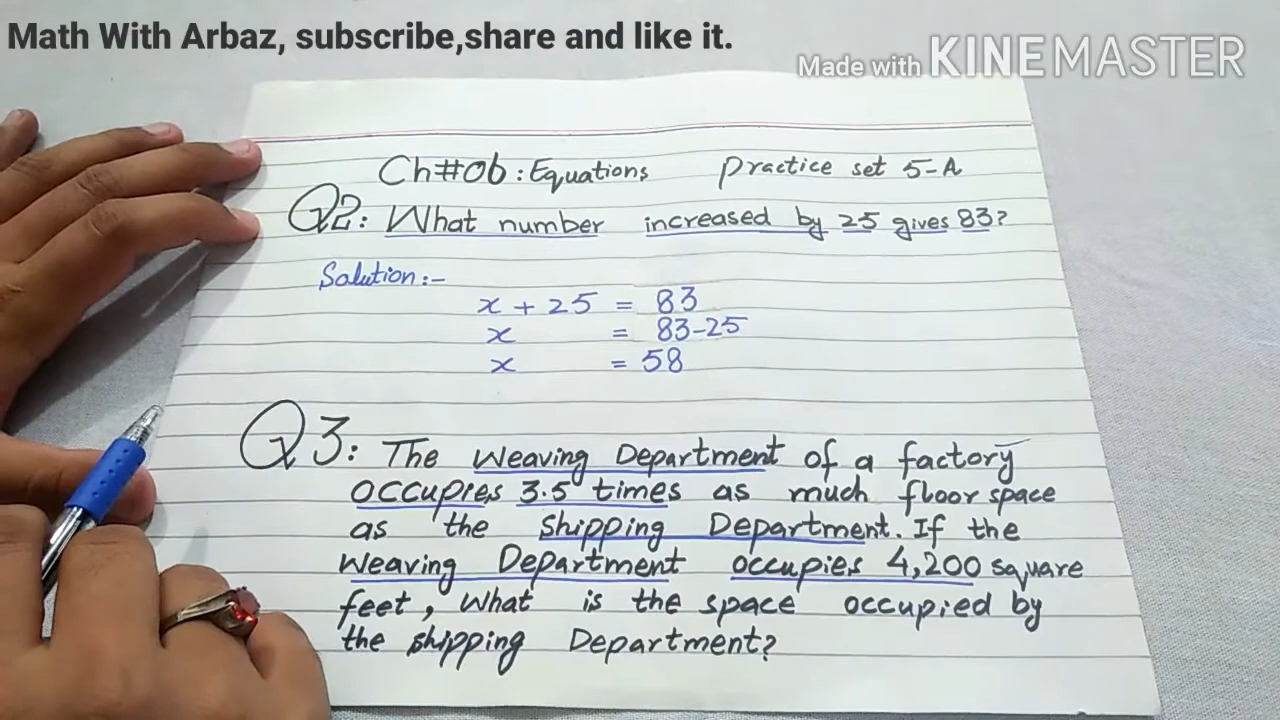 Math With Arbaz, subscribe,share and like it.
Made with KINEMASTER
Ch#06: Equations Practice set 5-A
Q2: What number increased by 25 gives 83?
Solution:-
x + 25 = 83
x = 83-25
x = 58
Q3: The Weaving Department of a factory
occupies 3.5 times as much floor space
as the Shipping Department. If the
Weaving Department occupies 4,200 square
feet, What is the space occupied by
the shipping Department?